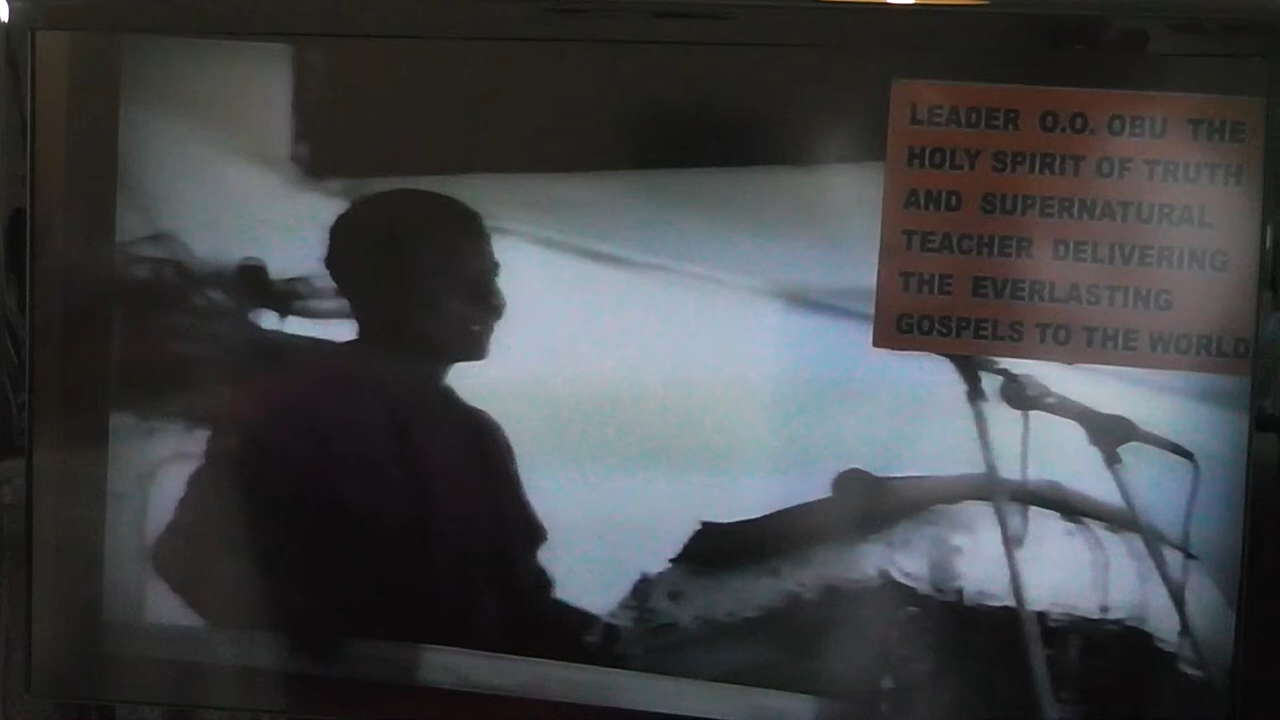 LEADER O.O. OBU THE
HOLY SPIRIT OF TRUTH
AND SUPERNATURAL
TEACHER DELIVERING
THE EVERLASTING
GOSPELS TO THE WORLD